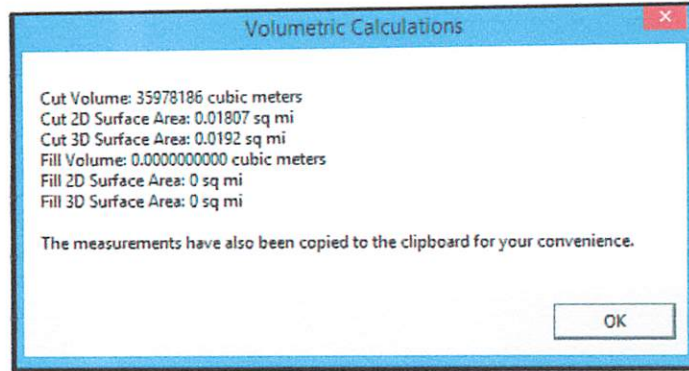 Volumetric Calculations
Cut Volume: 35978186 cubic meters
Cut 2D Surface Area: 0.01807 sq mi
Cut 3D Surface Area: 0.0192 sq mi
Fill Volume: 0.0000000000 cubic meters
Fill 2D Surface Area: 0 sq mi
Fill 3D Surface Area: 0 sq mi
The measurements have also been copied to the clipboard for your convenience.
OK